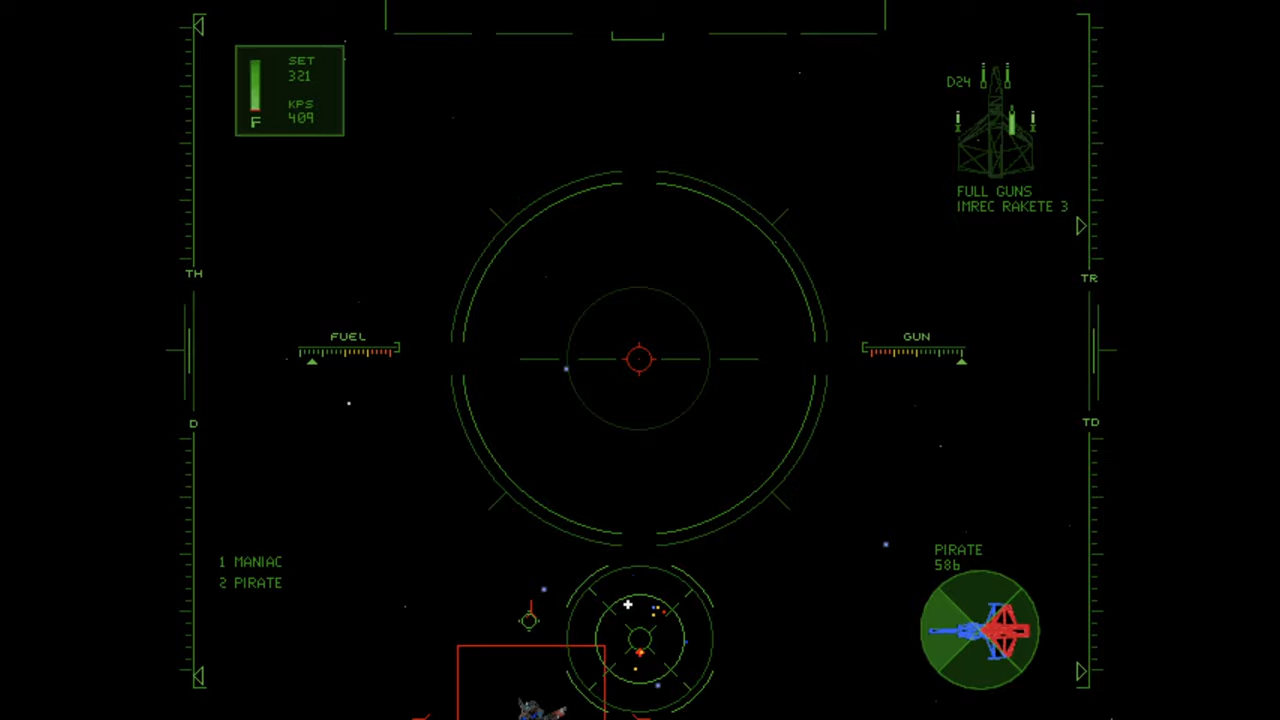 SET
321
KPS
409
F
D24
FULL GUNS
IMREC RAKETE 3
TH
TR
FUEL
GUN
D
TD
1 MANIAC
2 PIRATE
PIRATE
586